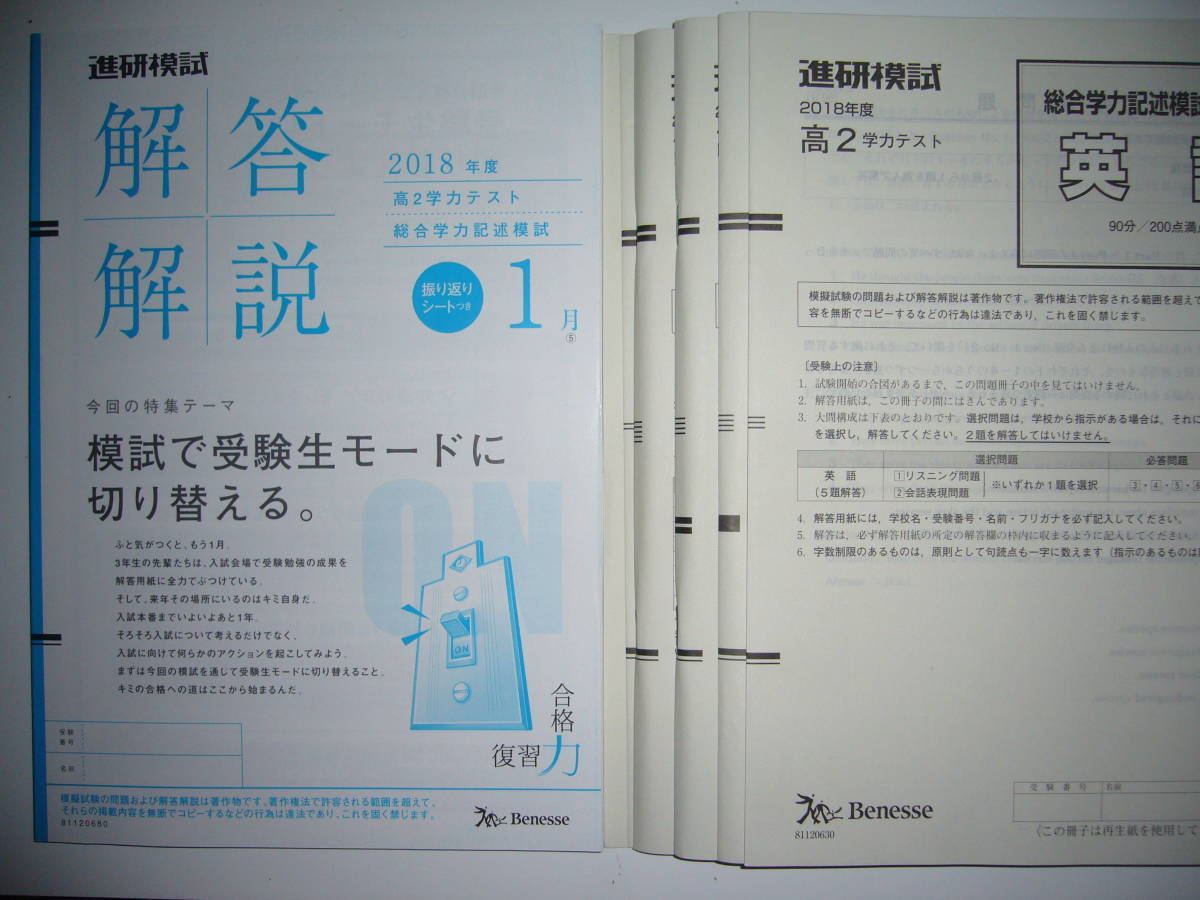 進研模試
解答
解説
2018年度
高2学力テスト
総合学力記述模試
振り返り
シートつき
1月
⑤
今回の特集テーマ
模試で受験生モードに
切り替える。
ON
ふと気がつくと、もう1月。
3年生の先輩たちは、入試会場で受験勉強の成果を
解答用紙に全力でぶつけている。
そして、来年その場所にいるのはキミ自身だ。
入試本番までいよいよあと1年。
そろそろ入試について考えるだけでなく、
入試に向けて何らかのアクションを起こしてみよう。
まずは今回の模試を通じて受験生モードに切り替えること。
キミの合格への道はここから始まるんだ。
ON
合格
復習力
受験
番号
名前
模擬試験の問題および解答解説は著作物です。著作権法で許容される範囲を超えて、
それらの掲載内容を無断でコピーするなどの行為は違法であり、これを固く禁じます。
81120680
Benesse
進研模試
2018年度
高2学力テスト
総合学力記述模試
英
90分／200点満点
模擬試験の問題および解答解説は著作物です。著作権法で許容される範囲を超えて
容を無断でコピーするなどの行為は違法であり、これを固く禁じます。
〔受験上の注意〕
1. 試験開始の合図があるまで、この問題冊子の中を見てはいけません。
2. 解答用紙は、この冊子の間にはさんであります。
3. 大問構成は下表のとおりです。選択問題は、学校から指示がある場合は、それに
を選択し、解答してください。2題を解答してはいけません。
選択問題 必答問題
英語
（5題解答）
1リスニング問題
2会話表現問題
※いずれか1題を選択
3・4・5・6
4. 解答用紙には、学校名・受験番号・名前・フリガナを必ず記入してください。
5. 解答は、必ず解答用紙の所定の解答欄の枠内に収まるように記入してください。
6. 字数制限のあるものは、原則として句読点も一字に数えます（指示のあるものは
受験番号 名前
Benesse
81120630
〈この冊子は再生紙を使用して